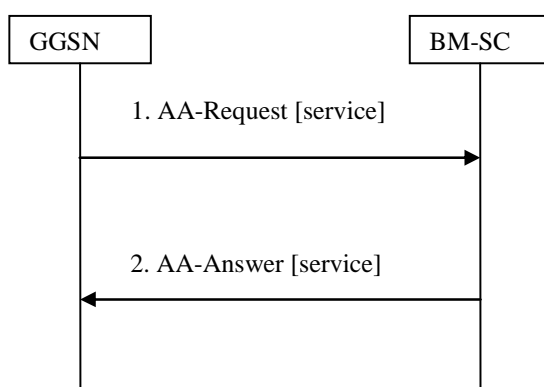 GGSN
BM-SC
1. AA-Request [service]
2. AA-Answer [service]